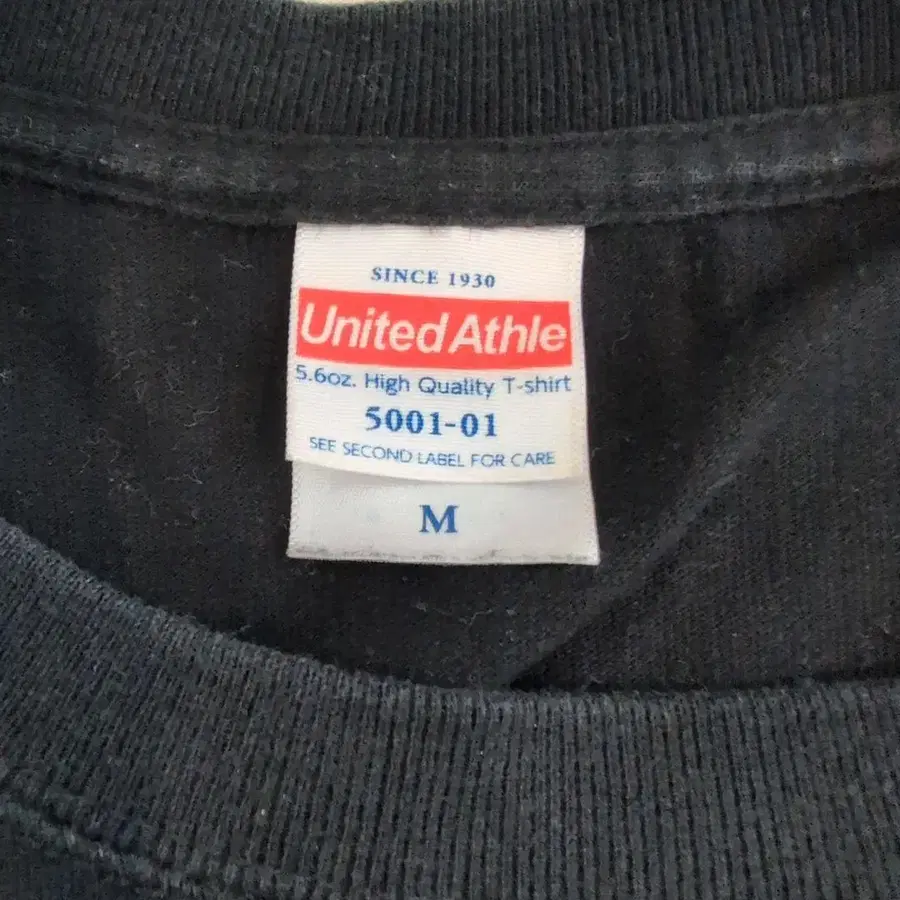 SINCE 1930
United Athle
5.6oz. High Quality T-shirt
5001-01
SEE SECOND LABEL FOR CARE
M